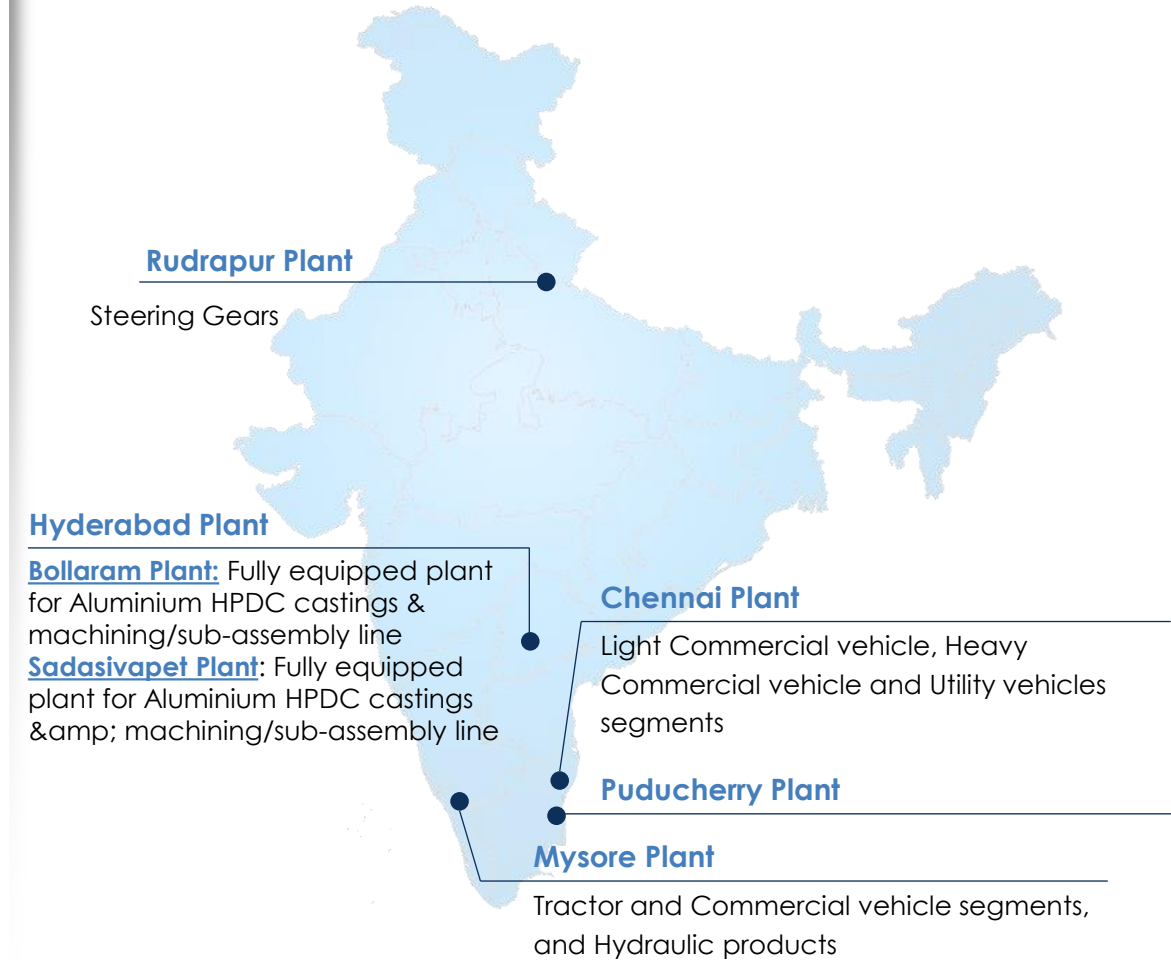 Rudrapur Plant
Steering Gears
Hyderabad Plant
Bollaram Plant: Fully equipped plant
for Aluminium HPDC castings &
machining/sub-assembly line
Sadasivapet Plant: Fully equipped
plant for Aluminium HPDC castings
&amp; machining/sub-assembly line
Chennai Plant
Light Commercial vehicle, Heavy
Commercial vehicle and Utility vehicles
segments
Puducherry Plant
Mysore Plant
Tractor and Commercial vehicle segments,
and Hydraulic products